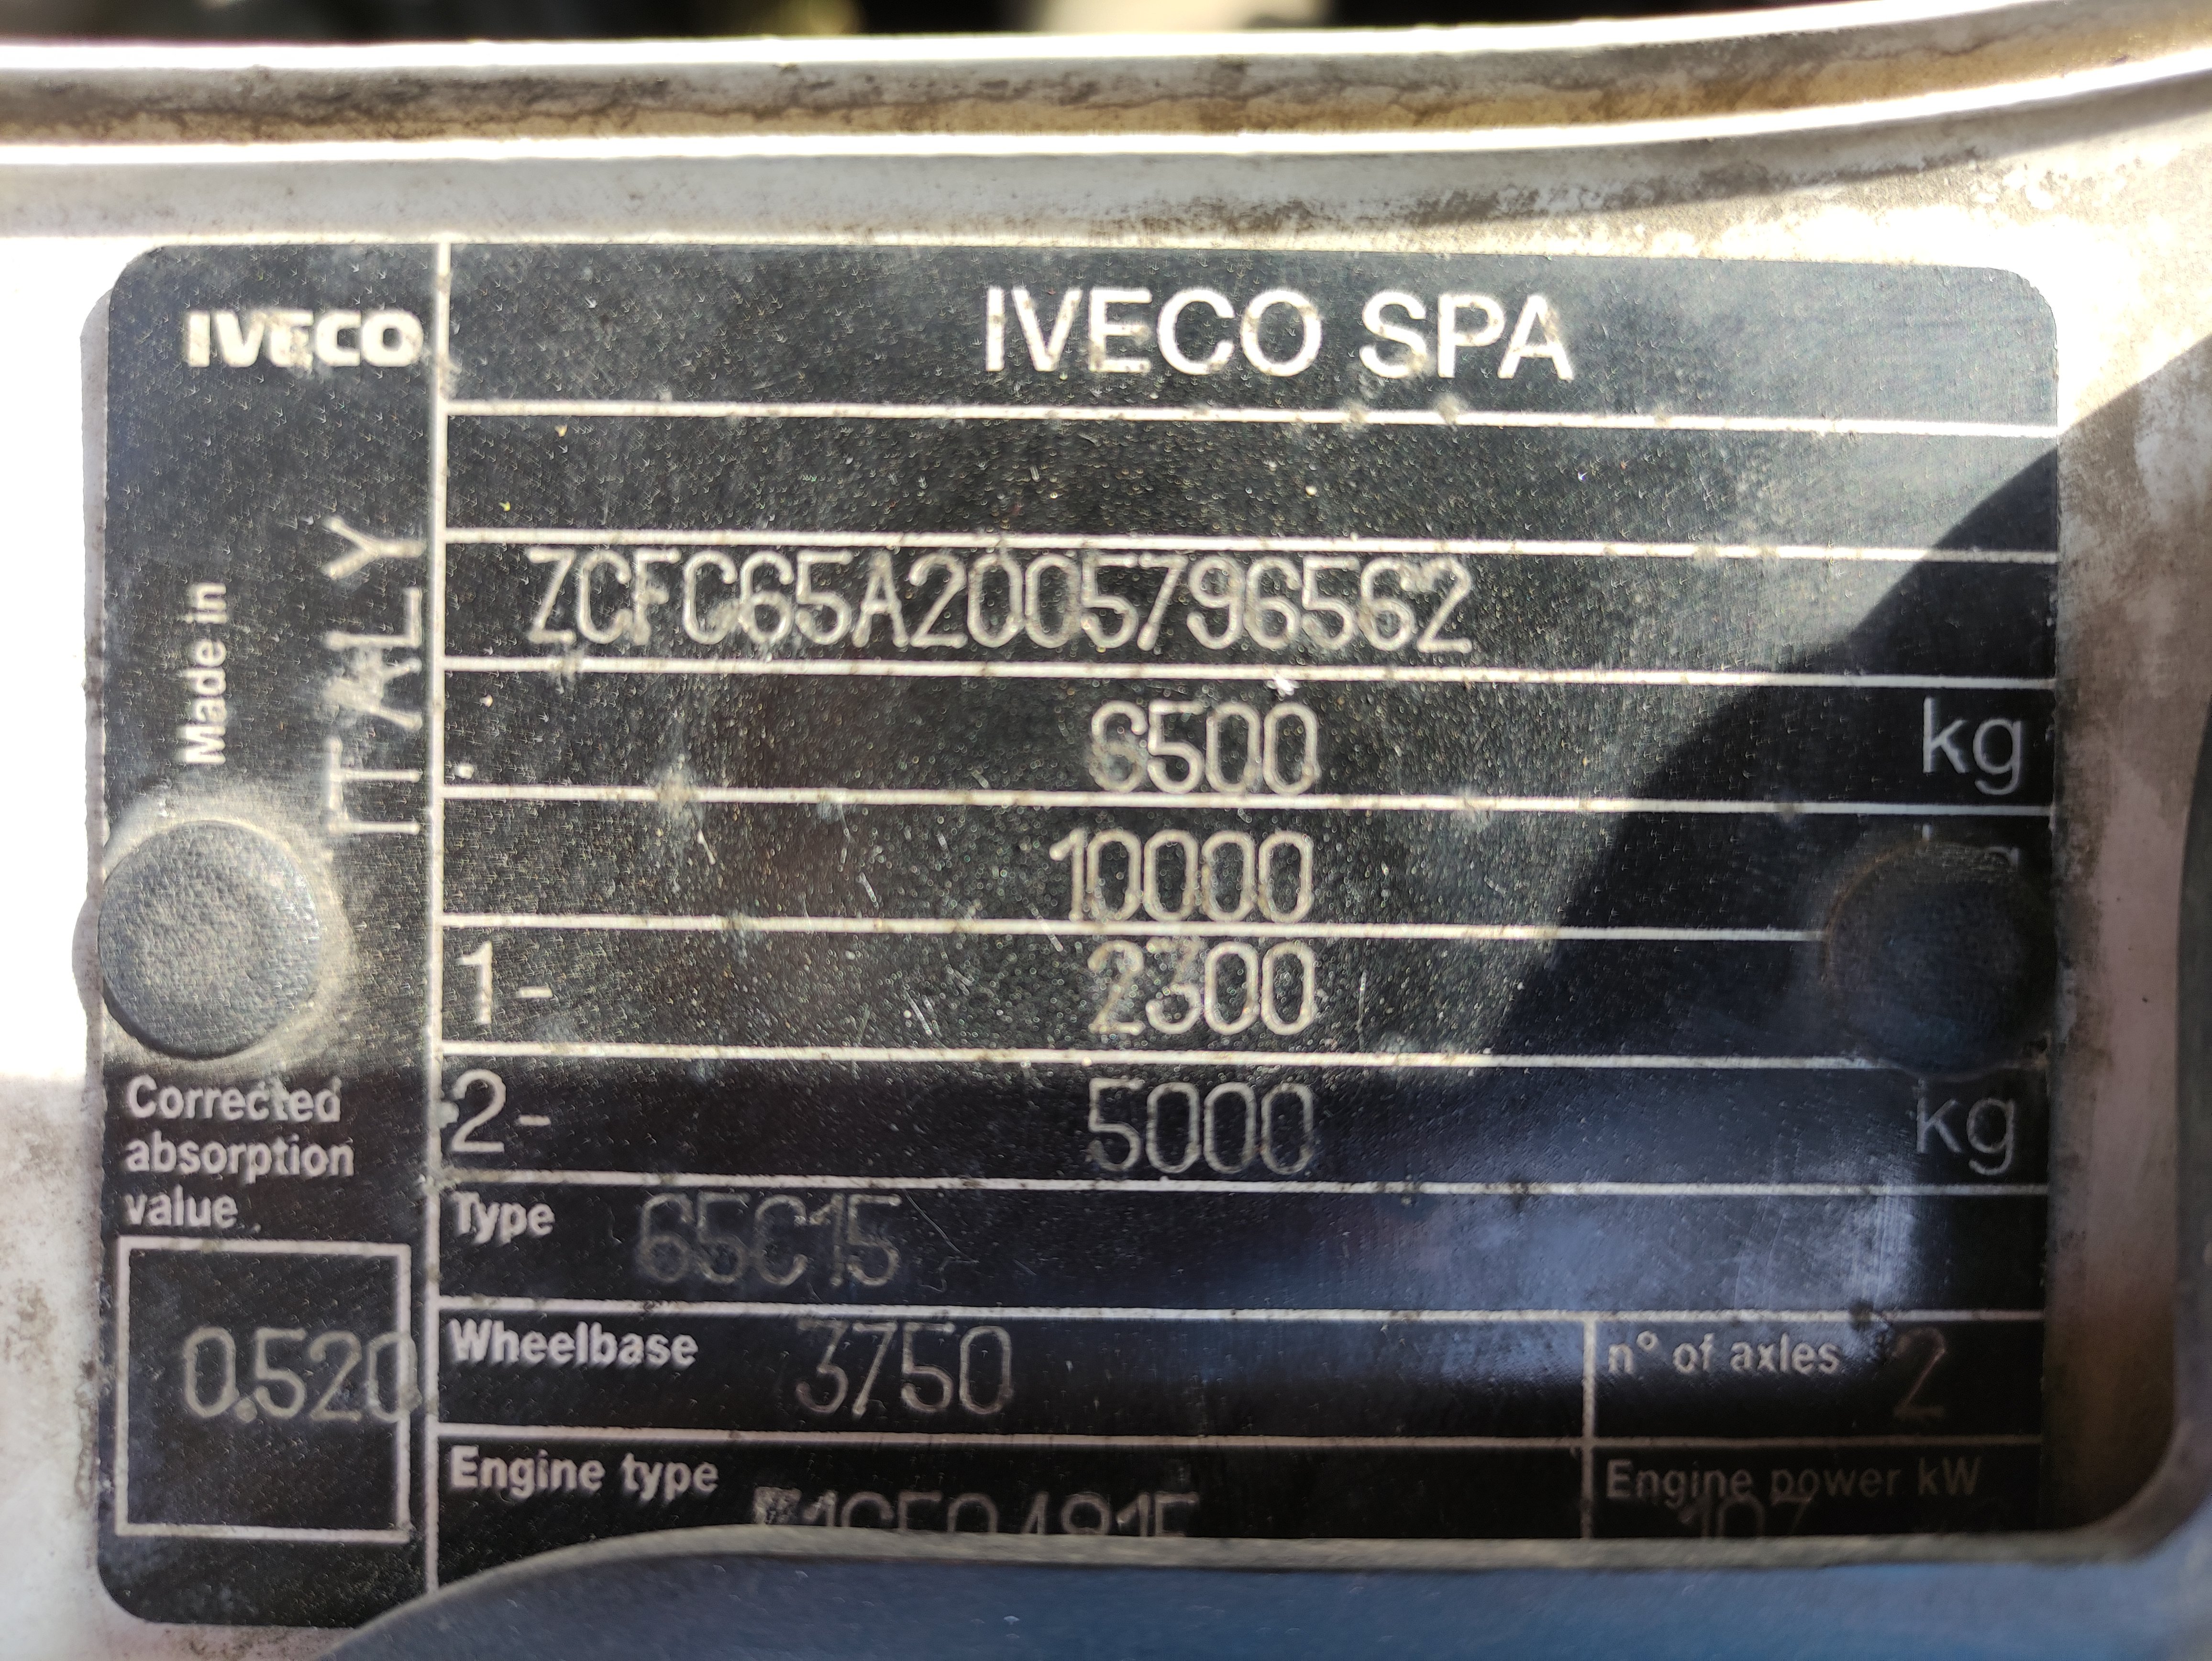 IVECO
IVECO SPA
Made in
ITALY
ZCFC65A2005796562
6500 kg
10000
1- 2300
2- 5000 kg
Corrected
absorption
value
0.520
Type 65C15
Wheelbase 3750
n° of axles 2
Engine type
Engine power kW
107